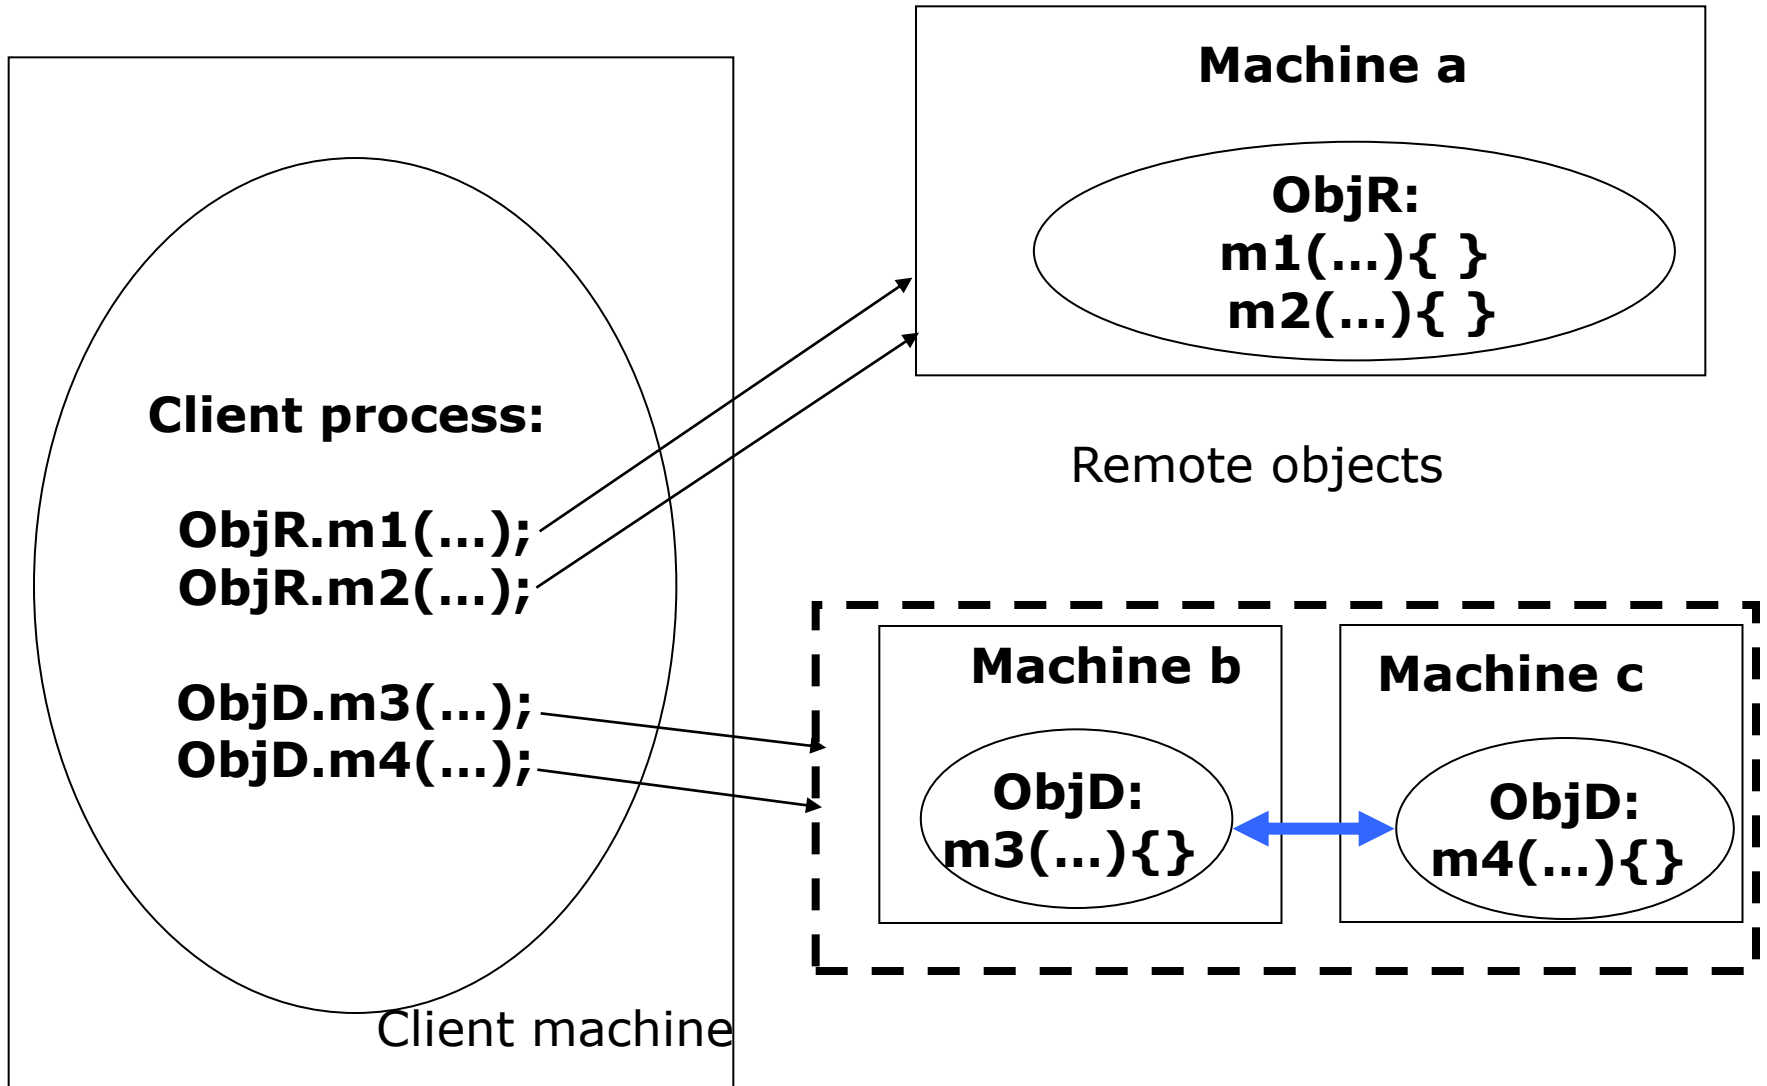 Machine a
ObjR:
m1(...){ }
m2(...){ }
Client process:
ObjR.m1(...);
ObjR.m2(...);
ObjD.m3(...);
ObjD.m4(...);
Client machine
Remote objects
Machine b
ObjD:
m3(...){}
Machine c
ObjD:
m4(...){}